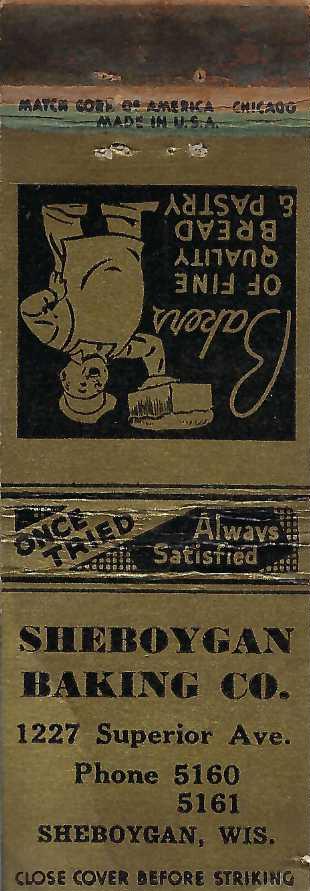 MATCH CORP. OF AMERICA CHICAGO
MADE IN U.S.A.
Bakers
OF FINE
QUALITY
BREAD
& PASTRY
ONCE
TRIED
Always
Satisfied
SHEBOYGAN
BAKING CO.
1227 Superior Ave.
Phone 5160
5161
SHEBOYGAN, WIS.
CLOSE COVER BEFORE STRIKING